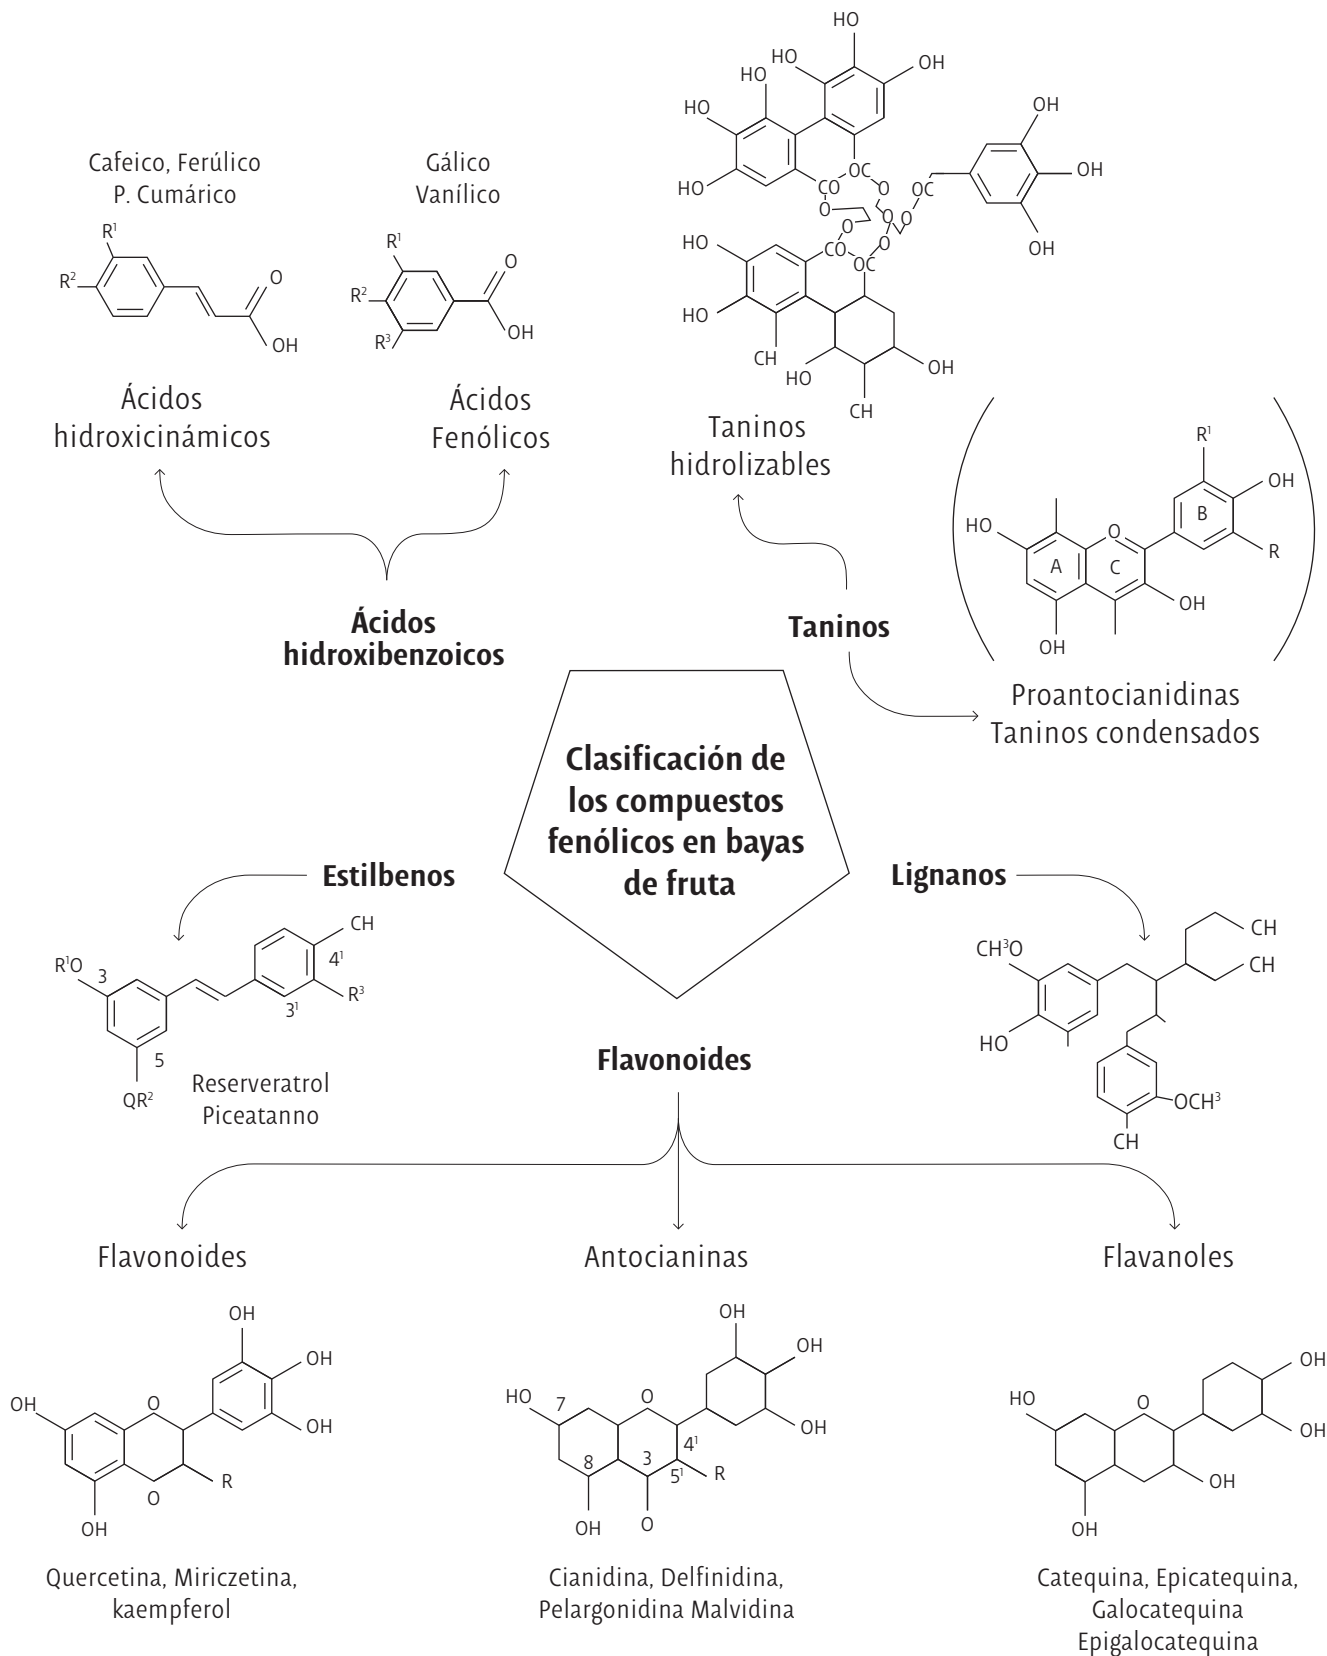 Cafeico, Ferúlico
P. Cumárico
R¹
R²
O
OH
Ácidos
hidroxicinámicos
Gálico
Vanílico
R¹
R²
R³
O
OH
Ácidos
Fenólicos
Ácidos
hidroxibenzoicos
HO
HO
OH
HO
HO
HO
OH
OH
OH
CO
OC
O
O
O
O
OC
O
O
CO
OC
HO
HO
CH
HO
OH
CH
Taninos
hidrolizables
Taninos
R¹
OH
B
R
HO
O
A
C
OH
OH
Proantocianidinas
Taninos condensados
Clasificación de
los compuestos
fenólicos en bayas
de fruta
Estilbenos
R¹O
3
5
QR²
CH
4¹
R³
3¹
Reserveratrol
Piceatanno
Lignanos
CH³O
HO
CH
CH
OCH³
CH
Flavonoides
Flavonoides
OH
OH
OH
HO
O
R
O
OH
Quercetina, Miriczetina,
kaempferol
Antocianinas
OH
OH
OH
HO
7
O
4¹
8
3
5¹
R
OH
O
Cianidina, Delfinidina,
Pelargonidina Malvidina
Flavanoles
OH
OH
HO
O
OH
OH
Catequina, Epicatequina,
Galocatequina
Epigalocatequina